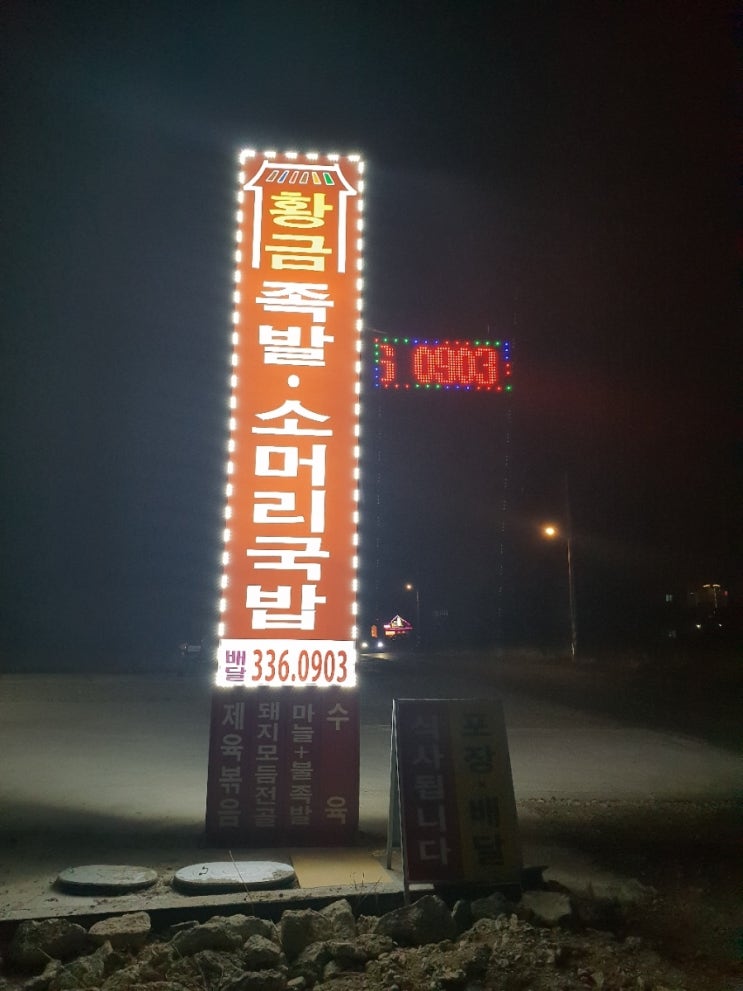 황금
족발·소머리국밥
배달 336.0903
0903
수육
마늘+불족발
돼지모듬전골
제육볶음
포장·배달
식사됩니다